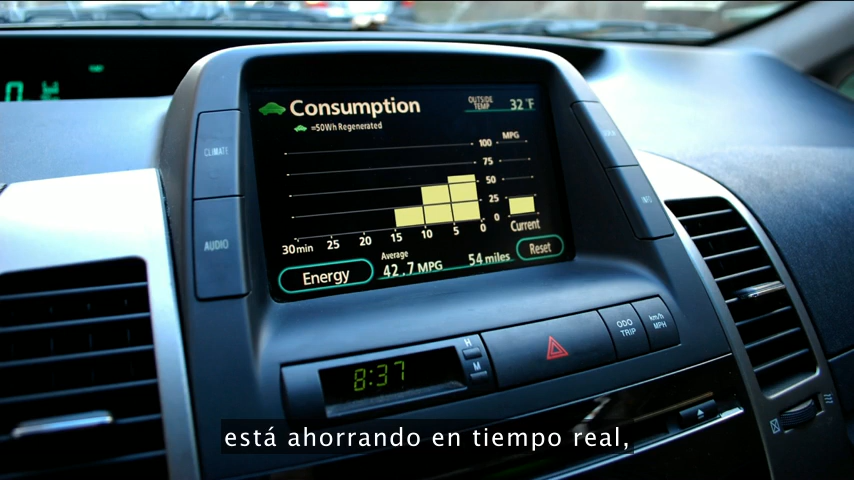 Consumption
OUTSIDE TEMP 32°F
=50Wh Regenerated
MPG
100
75
50
25
0
Current
30min 25 20 15 10 5 0
Energy
Average
42.7 MPG
54 miles
Reset
CLIMATE
AUDIO
INFO
8:37
H
M
ODO TRIP
km/h MPH
está ahorrando en tiempo real,